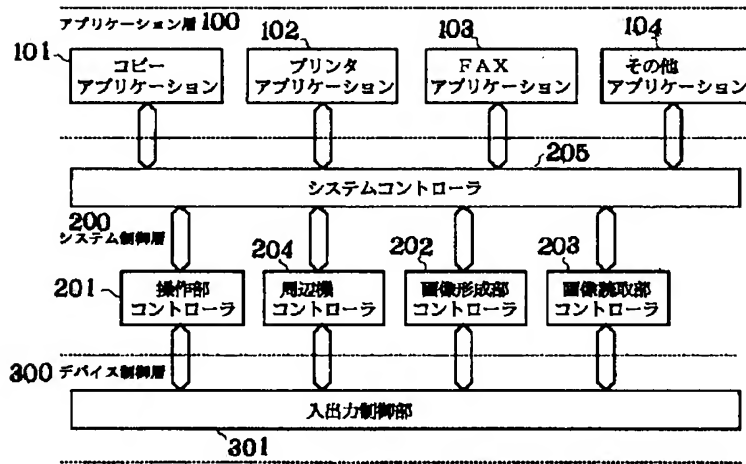 アプリケーション層 100
101
102
103
104
コピー
アプリケーション
プリンタ
アプリケーション
FAX
アプリケーション
その他
アプリケーション
205
システムコントローラ
200
システム制御層
201
204
202
203
操作部
コントローラ
周辺機
コントローラ
画像形成部
コントローラ
画像読取部
コントローラ
300 デバイス制御層
入出力制御部
301